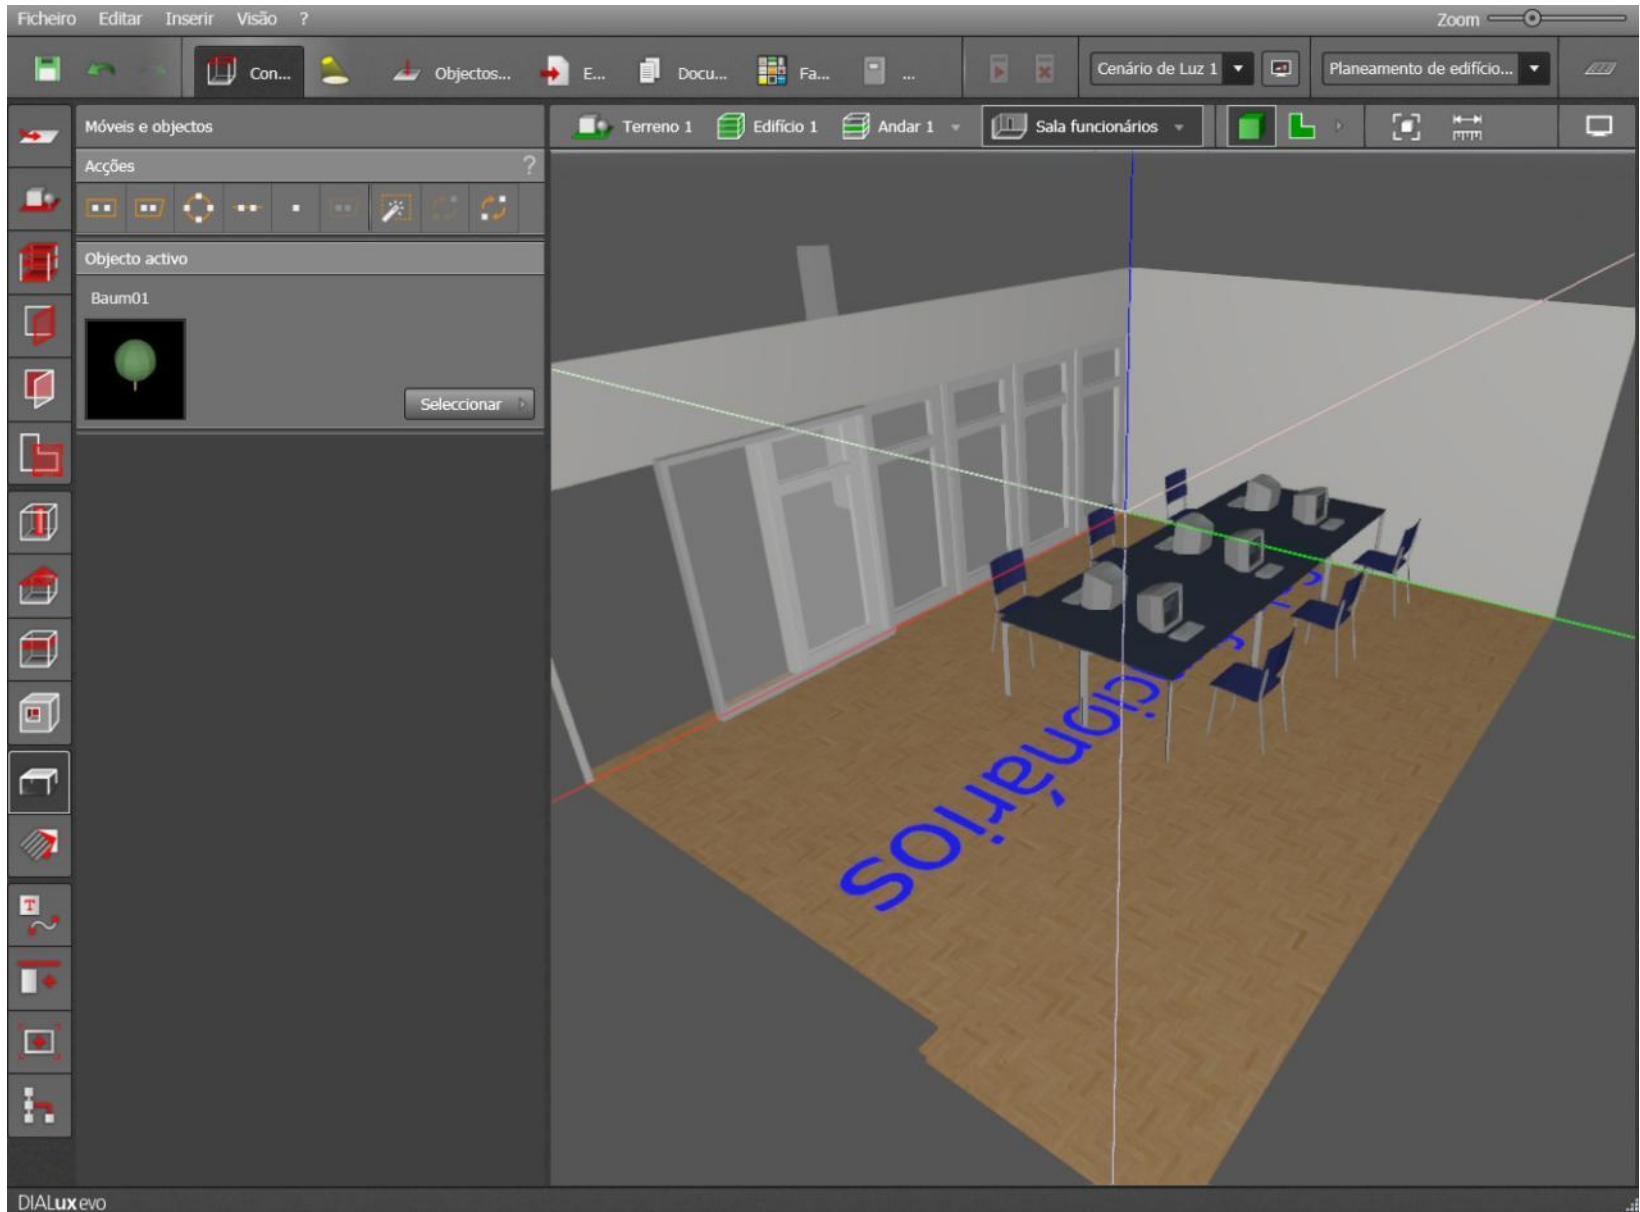 Ficheiro Editar Inserir Visão ? Zoom
Con... Objectos... E... Docu... Fa... ... Cenário de Luz 1 Planeamento de edifício...
Móveis e objectos Terreno 1 Edifício 1 Andar 1 Sala funcionários
Acções ?
Objecto activo
Baum01
Seleccionar
T
cionários
DIALux evo